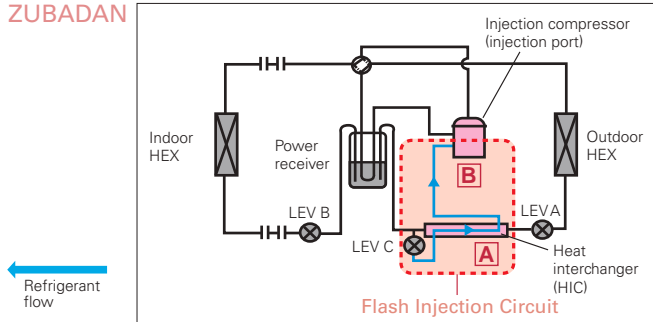 ZUBADAN
Injection compressor
(injection port)
Indoor
HEX
Power
receiver
Outdoor
HEX
B
LEV B
LEV A
LEV C
A
Heat
interchanger
(HIC)
Refrigerant
flow
Flash Injection Circuit